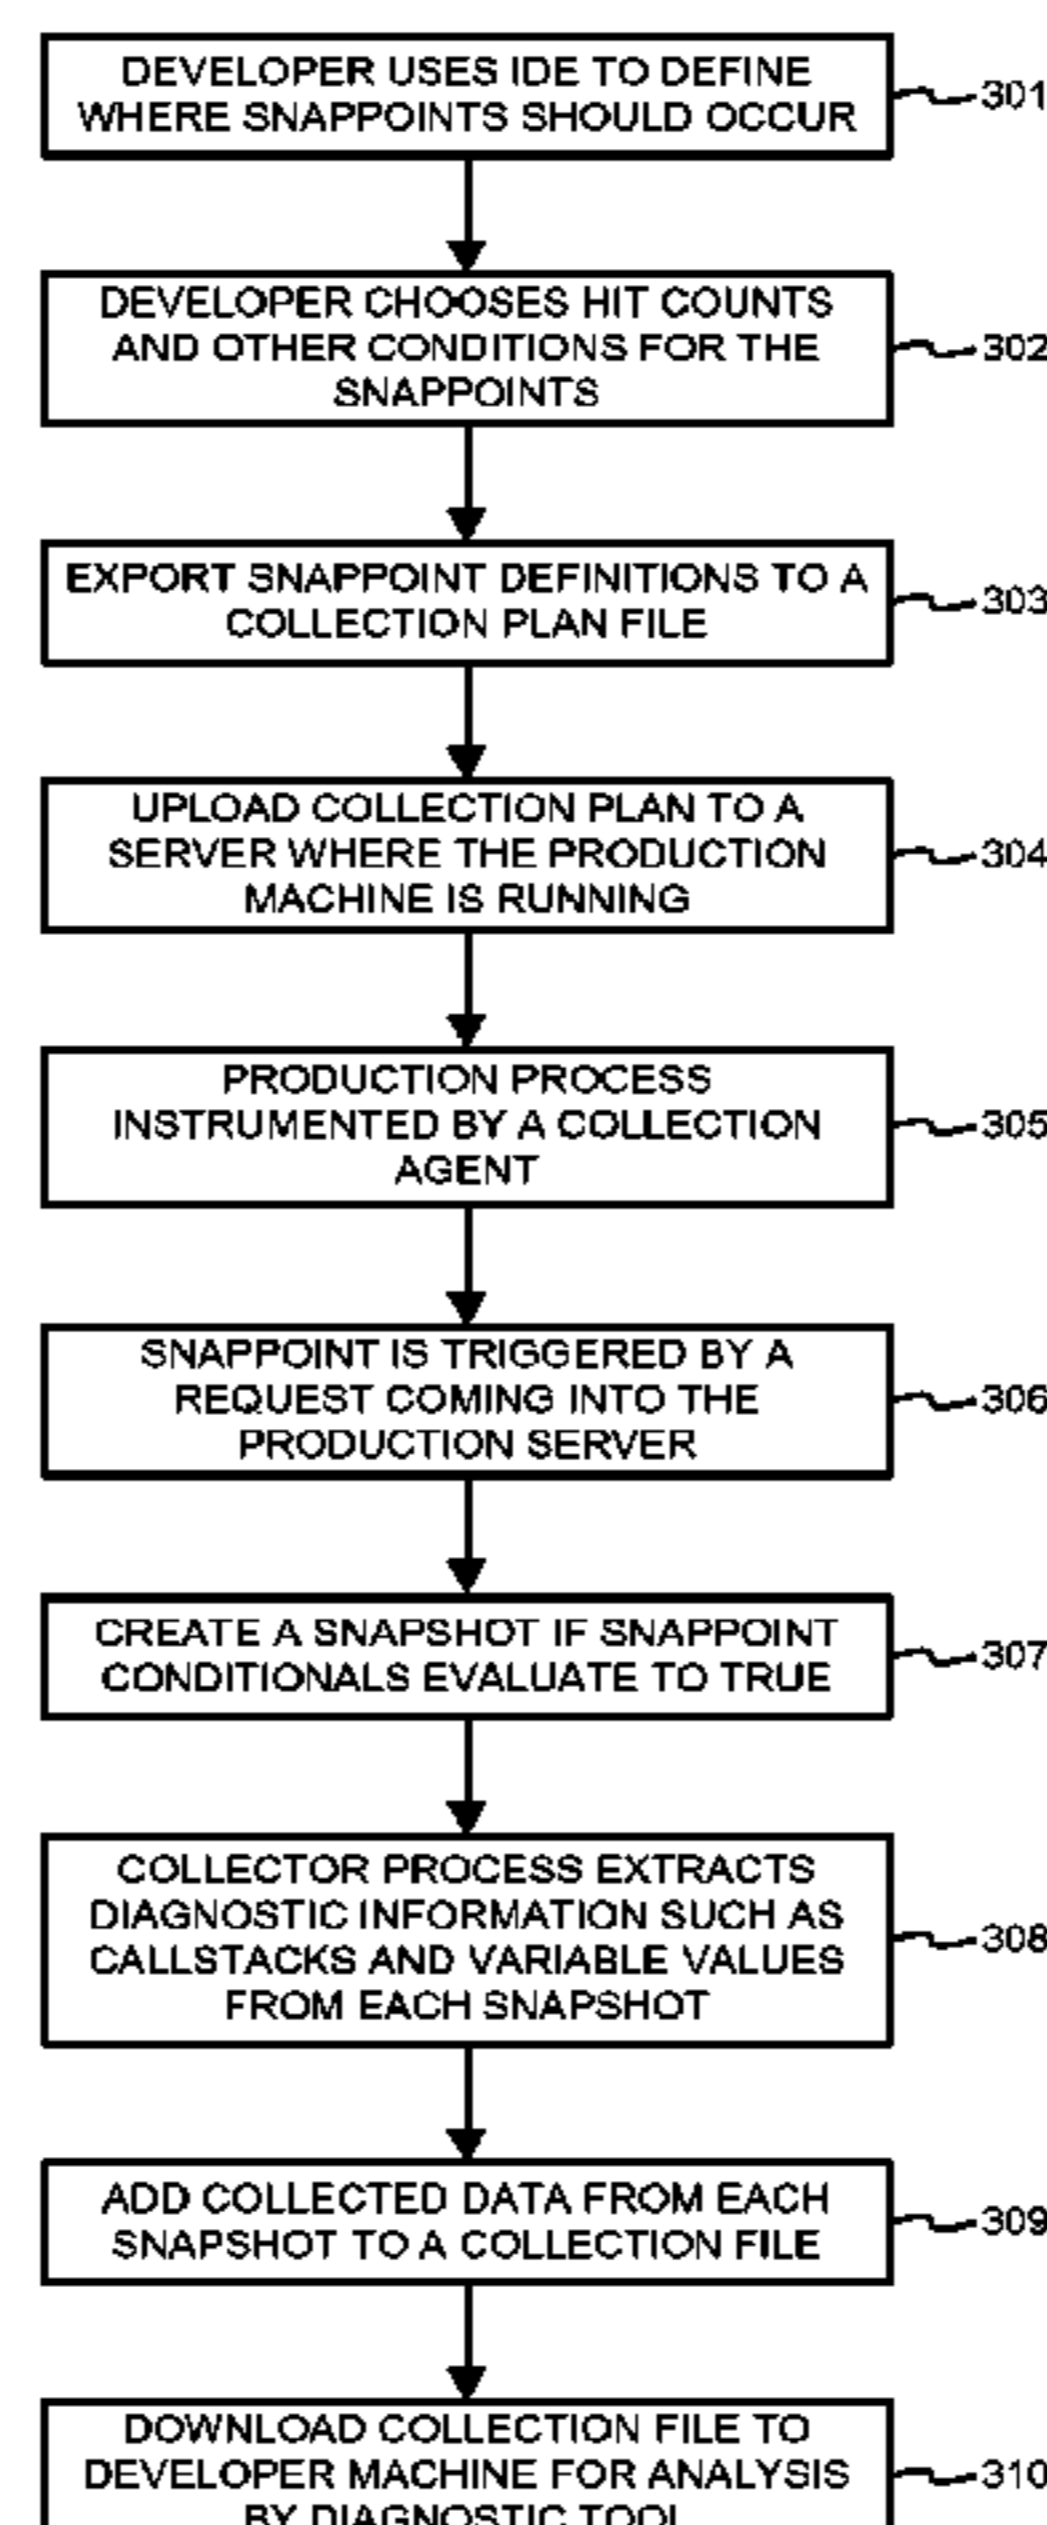 DEVELOPER USES IDE TO DEFINE
WHERE SNAPPOINTS SHOULD OCCUR
301
DEVELOPER CHOOSES HIT COUNTS
AND OTHER CONDITIONS FOR THE
SNAPPOINTS
302
EXPORT SNAPPOINT DEFINITIONS TO A
COLLECTION PLAN FILE
303
UPLOAD COLLECTION PLAN TO A
SERVER WHERE THE PRODUCTION
MACHINE IS RUNNING
304
PRODUCTION PROCESS
INSTRUMENTED BY A COLLECTION
AGENT
305
SNAPPOINT IS TRIGGERED BY A
REQUEST COMING INTO THE
PRODUCTION SERVER
306
CREATE A SNAPSHOT IF SNAPPOINT
CONDITIONALS EVALUATE TO TRUE
307
COLLECTOR PROCESS EXTRACTS
DIAGNOSTIC INFORMATION SUCH AS
CALLSTACKS AND VARIABLE VALUES
FROM EACH SNAPSHOT
308
ADD COLLECTED DATA FROM EACH
SNAPSHOT TO A COLLECTION FILE
309
DOWNLOAD COLLECTION FILE TO
DEVELOPER MACHINE FOR ANALYSIS
BY DIAGNOSTIC TOOL
310